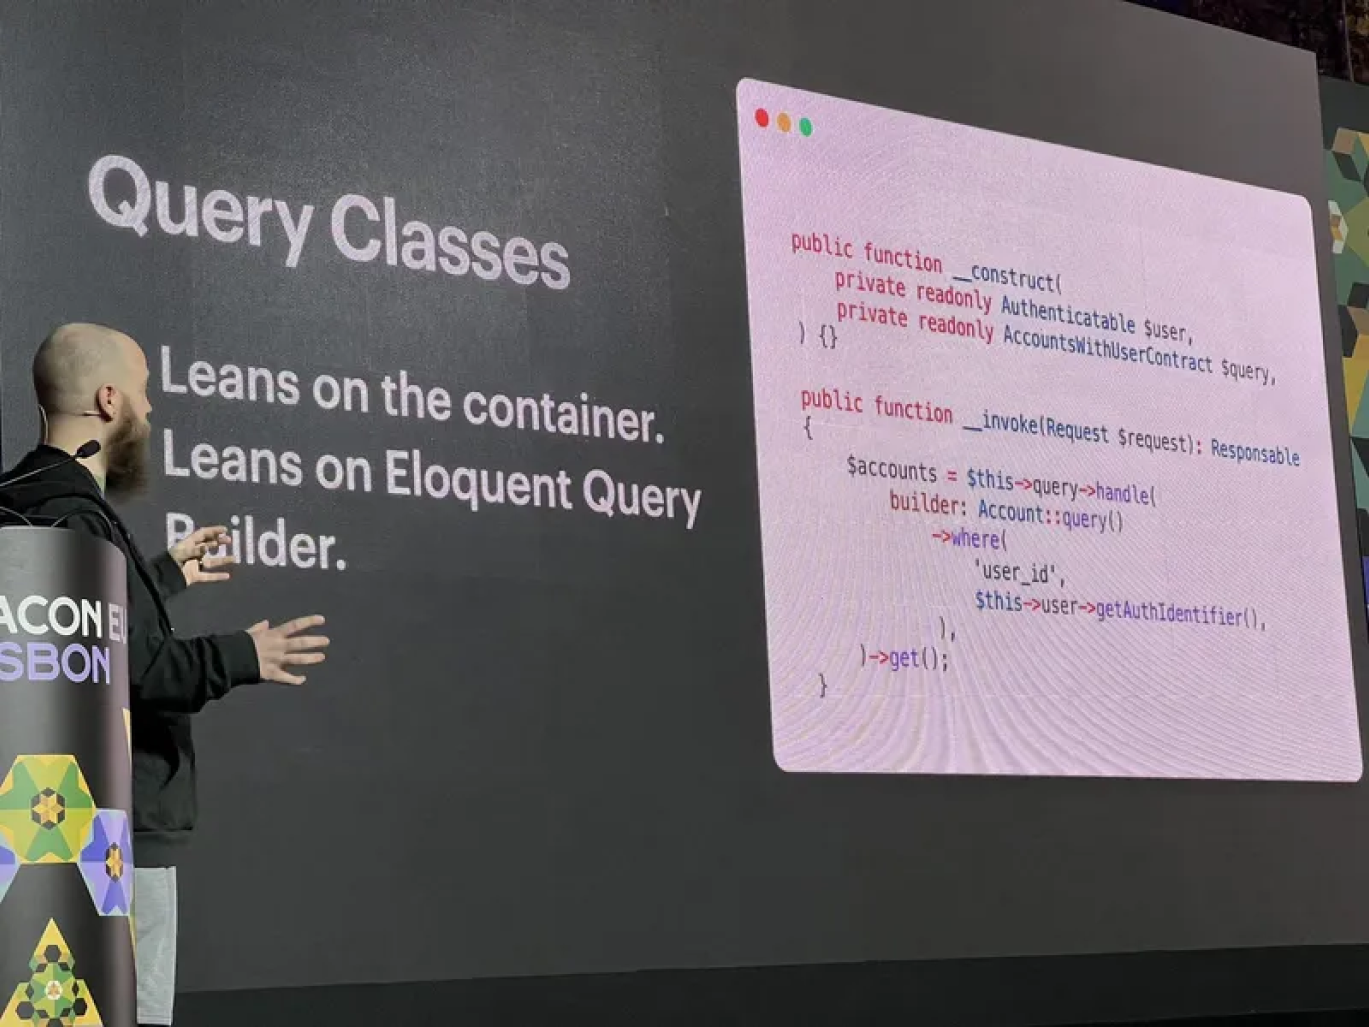 Query Classes
Leans on the container.
Leans on Eloquent Query
Builder.
public function __construct(
private readonly Authenticatable $user,
private readonly AccountsWithUserContract $query,
) {}
public function __invoke(Request $request): Responsable
{
$accounts = $this->query->handle(
builder: Account::query()
->where(
'user_id',
$this->user->getAuthIdentifier(),
),
)->get();
}
ACON EU
SBON